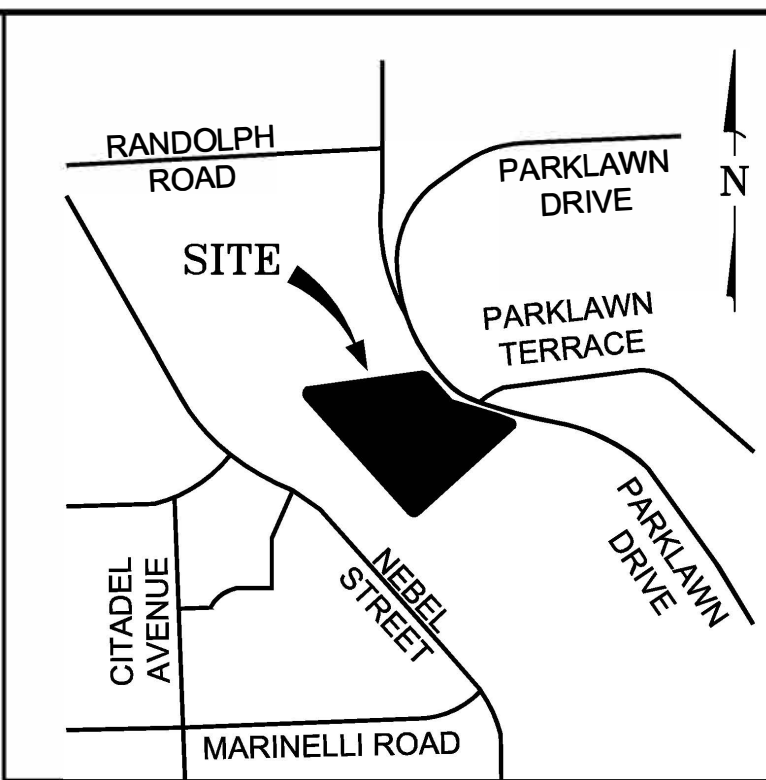 RANDOLPH
ROAD
PARKLAWN
DRIVE
N
SITE
PARKLAWN
TERRACE
PARKLAWN
DRIVE
NEBEL
STREET
CITADEL
AVENUE
MARINELLI ROAD